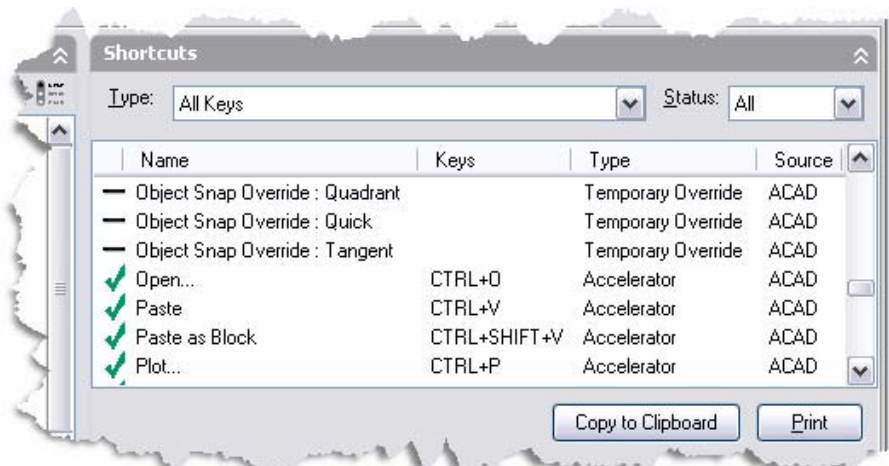 Shortcuts
Type: All Keys Status: All
Name Keys Type Source
Object Snap Override : Quadrant Temporary Override ACAD
Object Snap Override : Quick Temporary Override ACAD
Object Snap Override : Tangent Temporary Override ACAD
Open... CTRL+O Accelerator ACAD
Paste CTRL+V Accelerator ACAD
Paste as Block CTRL+SHIFT+V Accelerator ACAD
Plot... CTRL+P Accelerator ACAD
Copy to Clipboard Print